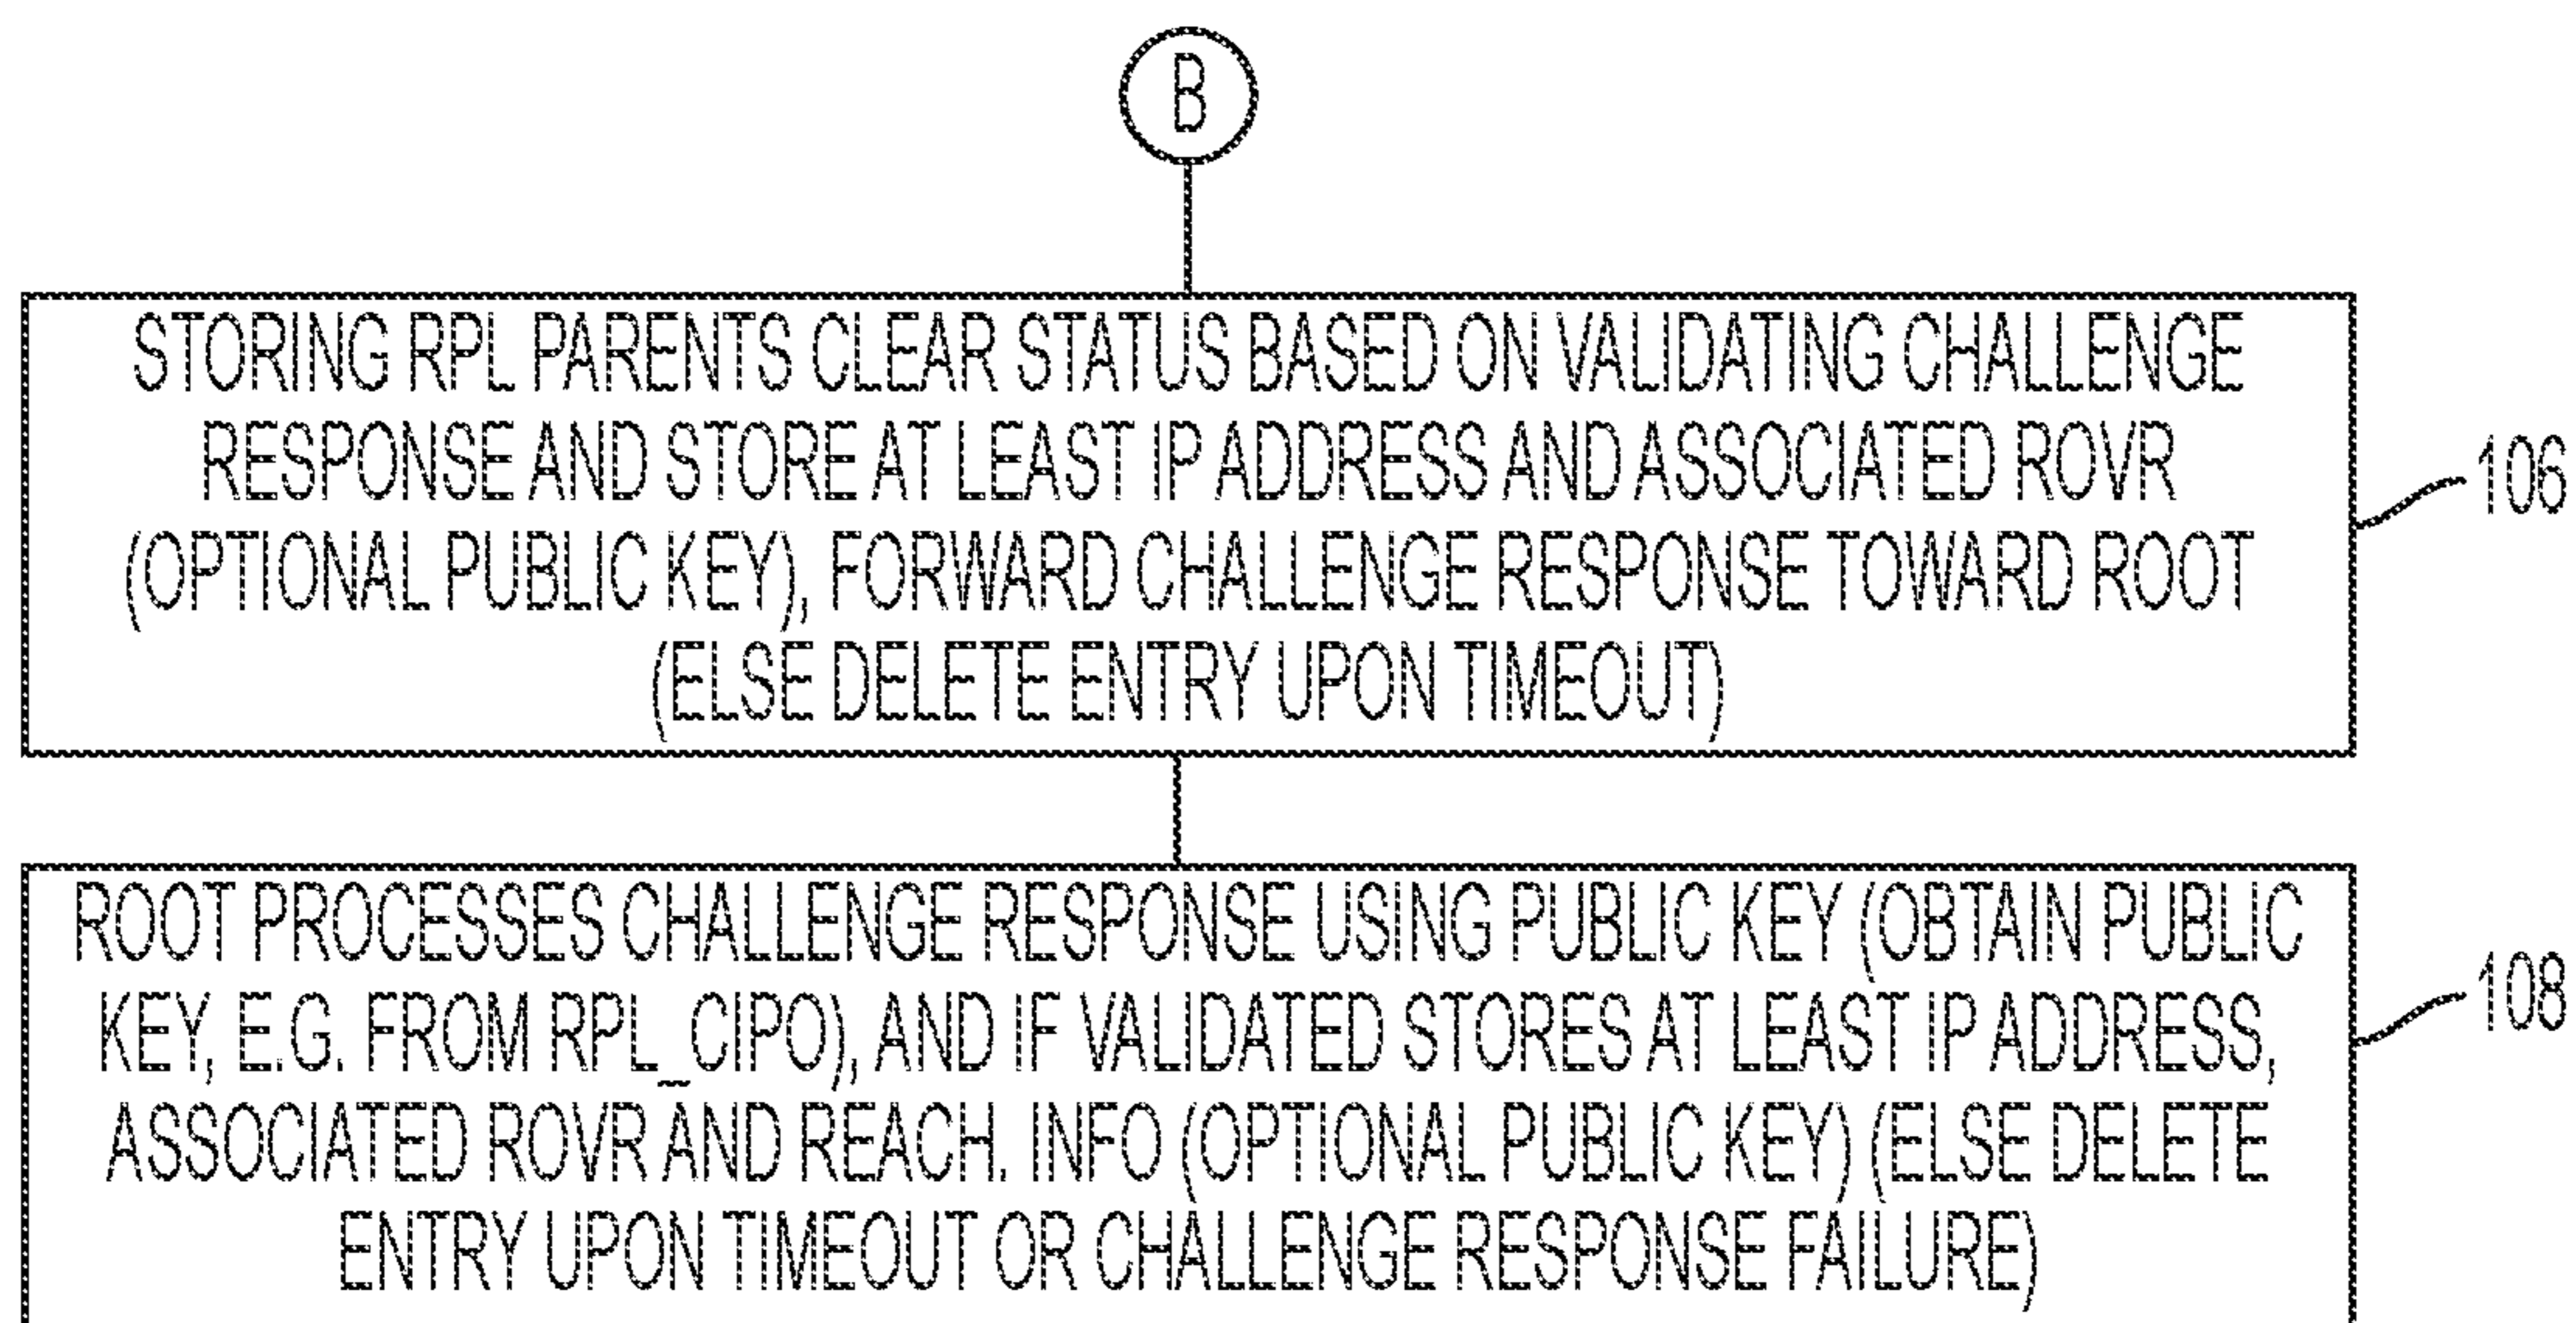 B
STORING RPL PARENTS CLEAR STATUS BASED ON VALIDATING CHALLENGE
RESPONSE AND STORE AT LEAST IP ADDRESS AND ASSOCIATED ROVR
(OPTIONAL PUBLIC KEY), FORWARD CHALLENGE RESPONSE TOWARD ROOT
(ELSE DELETE ENTRY UPON TIMEOUT)
106
ROOT PROCESSES CHALLENGE RESPONSE USING PUBLIC KEY (OBTAIN PUBLIC
KEY, E.G. FROM RPL_CIPO), AND IF VALIDATED STORES AT LEAST IP ADDRESS,
ASSOCIATED ROVR AND REACH. INFO (OPTIONAL PUBLIC KEY) (ELSE DELETE
ENTRY UPON TIMEOUT OR CHALLENGE RESPONSE FAILURE)
108